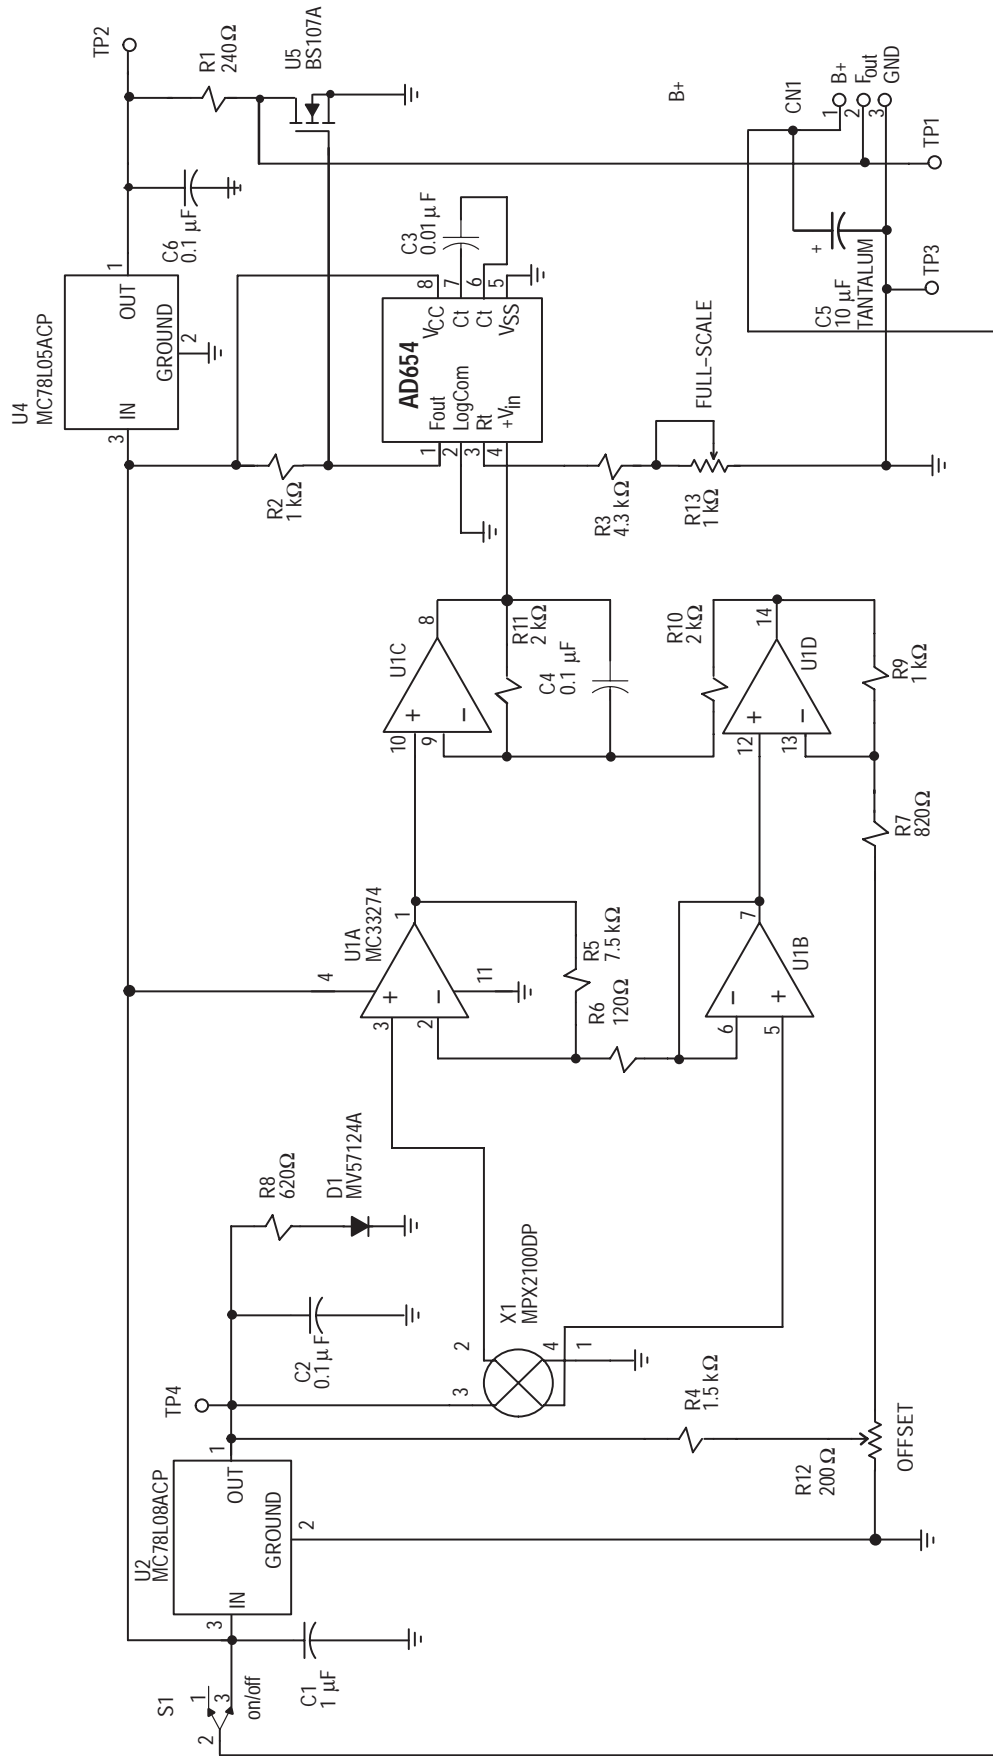 S1
1
2
3
on/off
C1
1 µF
U2
MC78L08ACP
3
IN
OUT
1
GROUND
2
TP4
C2
0.1 µF
R8
620Ω
D1
MV57124A
X1
MPX2100DP
3
2
4
1
R4
1.5 kΩ
R12
200 Ω
OFFSET
U1A
MC33274
4
3
+
2
–
11
1
R5
7.5 kΩ
R6
120Ω
6
–
5
+
7
U1B
R7
820Ω
U1C
10
+
9
–
8
R11
2 kΩ
C4
0.1 µF
R10
2 kΩ
12
+
13
–
14
U1D
R9
1 kΩ
U4
MC78L05ACP
3
IN
OUT
1
GROUND
2
R2
1 kΩ
AD654
1
Fout
2
LogCom
3
Rt
4
+Vin
8
VCC
7
Ct
6
Ct
5
VSS
C3
0.01 µF
R3
4.3 kΩ
R13
1 kΩ
FULL–SCALE
C6
0.1 µF
TP2
R1
240Ω
U5
BS107A
B+
CN1
1
B+
2
Fout
3
GND
TP1
+
C5
10 µF
TANTALUM
TP3